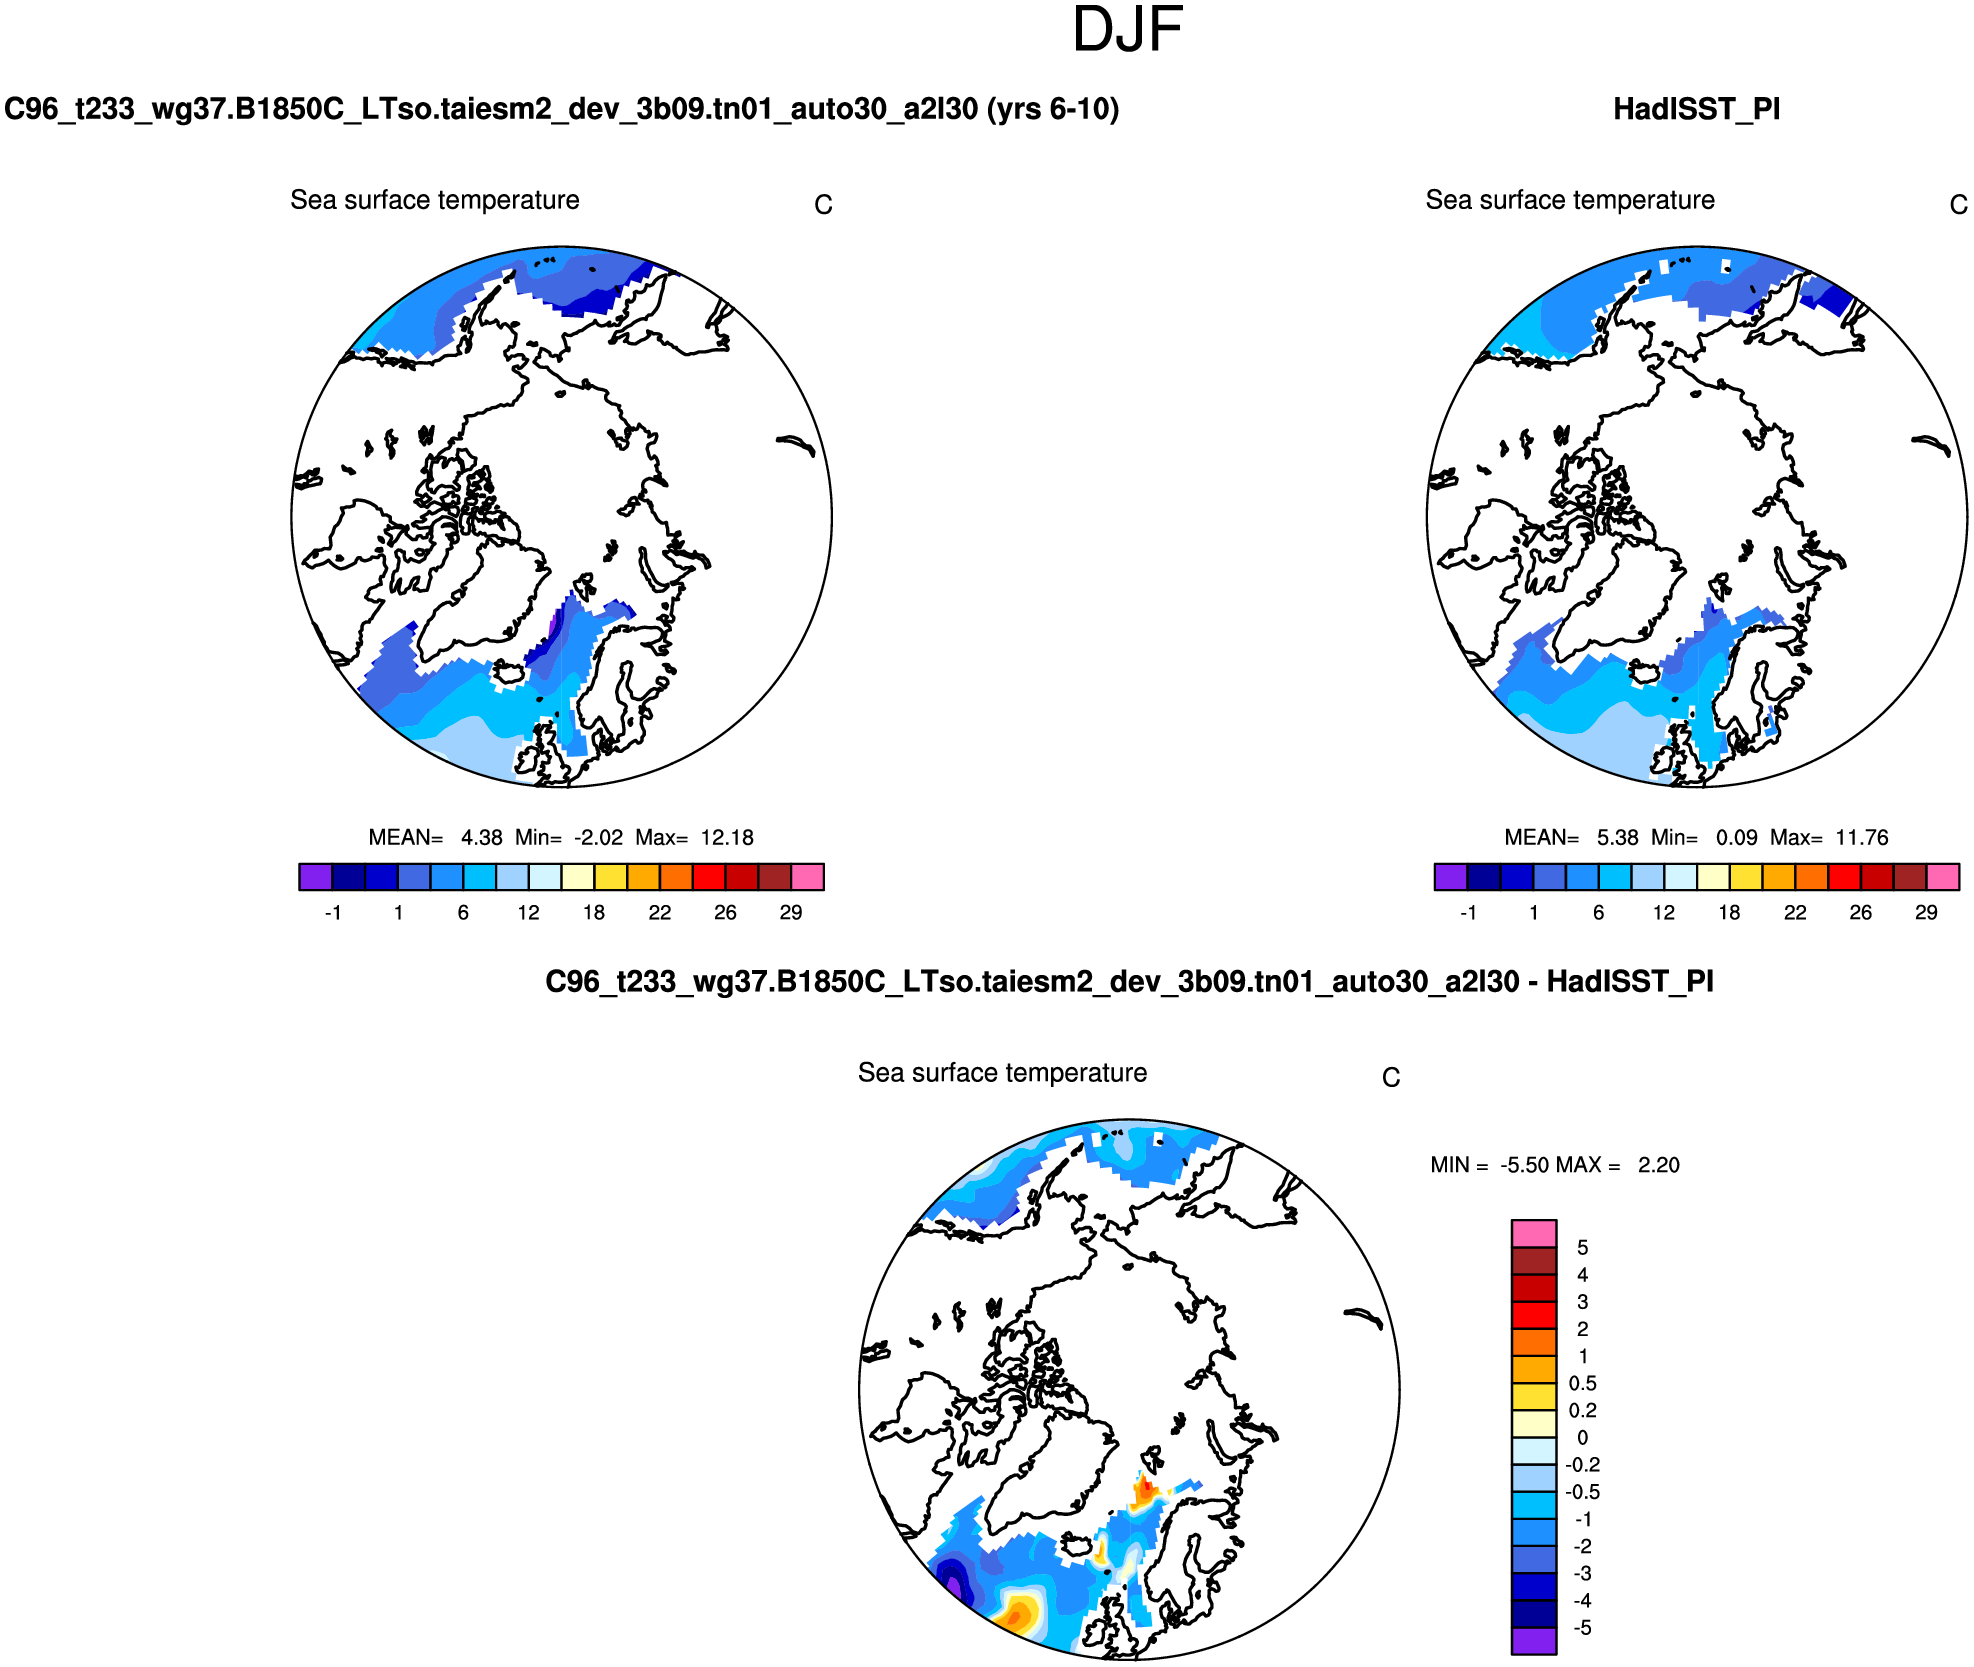 DJF
C96_t233_wg37.B1850C_LTso.taiesm2_dev_3b09.tn01_auto30_a2l30 (yrs 6-10)
HadISST_PI
Sea surface temperature C
Sea surface temperature C
MEAN= 4.38 Min= -2.02 Max= 12.18
MEAN= 5.38 Min= 0.09 Max= 11.76
-1 1 6 12 18 22 26 29
-1 1 6 12 18 22 26 29
C96_t233_wg37.B1850C_LTso.taiesm2_dev_3b09.tn01_auto30_a2l30 - HadISST_PI
Sea surface temperature C
MIN = -5.50 MAX = 2.20
5
4
3
2
1
0.5
0.2
0
-0.2
-0.5
-1
-2
-3
-4
-5